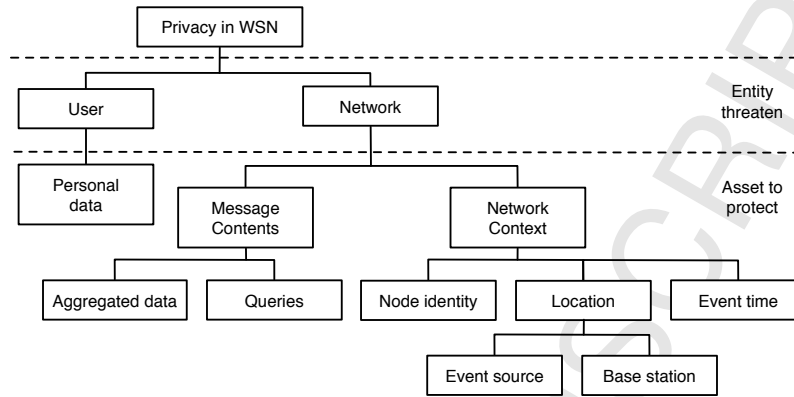 Privacy in WSN
User
Network
Entity
threaten
Personal
data
Message
Contents
Network
Context
Asset to
protect
Aggregated data
Queries
Node identity
Location
Event time
Event source
Base station
SCRIP